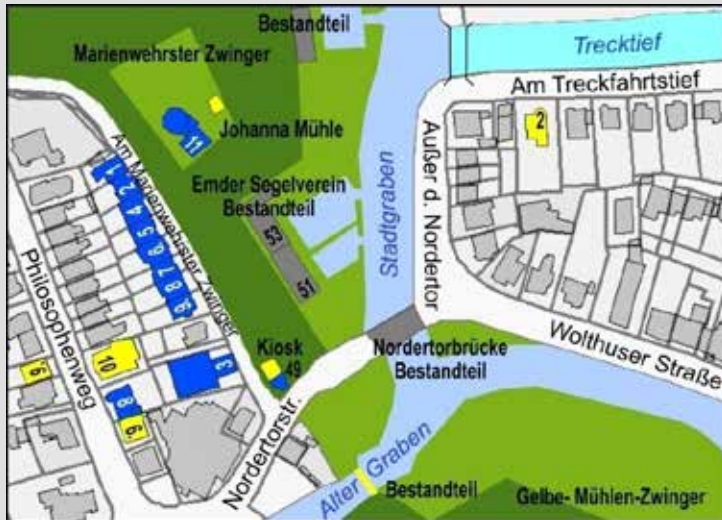 Bestandteil
Marienwehrster Zwinger
Trecktief
Am Treckfahrtstief
2
11
Johanna Mühle
Außer d. Nordertor
Am Marienwehrster Zwinger
1
2
4
5
6
7
8
9
Emder Segelverein
Bestandteil
53
51
Stadtgraben
Philosophenweg
Kiosk
49
Nordertorbrücke
Bestandteil
Wolthuser Straße
10
3
6
8
6
Nordertorstr.
Alter Graben
Bestandteil
Gelbe- Mühlen-Zwinger